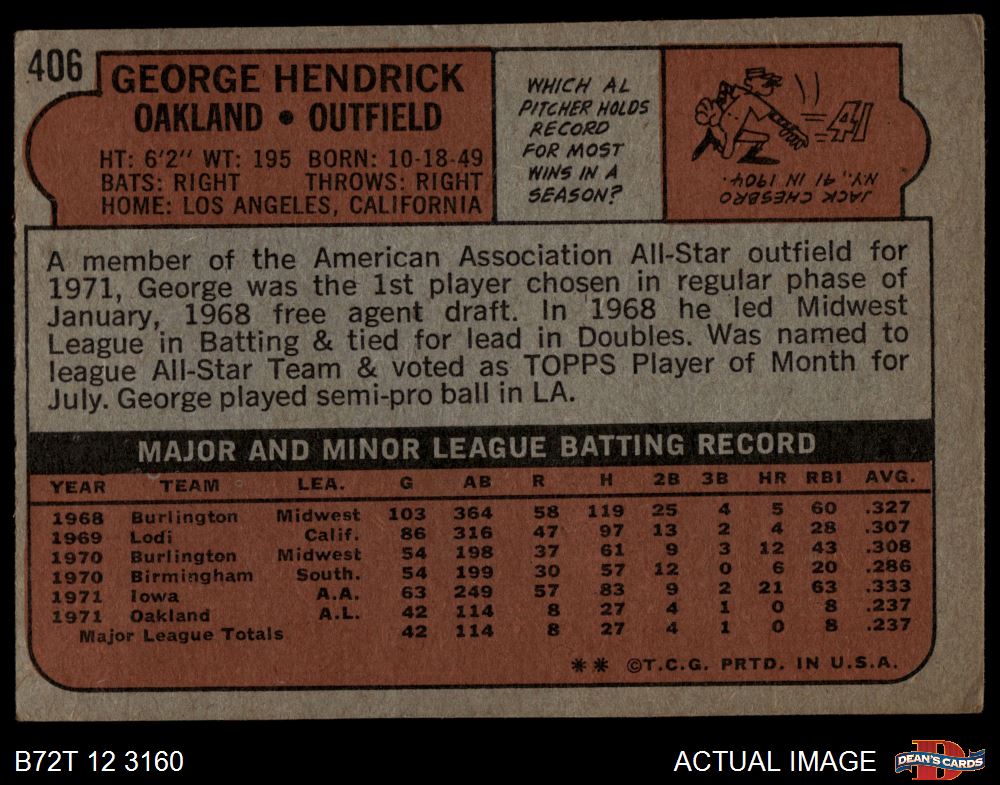 406
GEORGE HENDRICK
OAKLAND • OUTFIELD
HT: 6'2" WT: 195 BORN: 10-18-49
BATS: RIGHT THROWS: RIGHT
HOME: LOS ANGELES, CALIFORNIA
WHICH AL
PITCHER HOLDS
RECORD
FOR MOST
WINS IN A
SEASON?
41
JACK CHESBRO
N.Y., 41 IN 1904.
A member of the American Association All-Star outfield for
1971, George was the 1st player chosen in regular phase of
January, 1968 free agent draft. In 1968 he led Midwest
League in Batting & tied for lead in Doubles. Was named to
league All-Star Team & voted as TOPPS Player of Month for
July. George played semi-pro ball in LA.
MAJOR AND MINOR LEAGUE BATTING RECORD
YEAR TEAM LEA. G AB R H 2B 3B HR RBI AVG.
1968 Burlington Midwest 103 364 58 119 25 4 5 60 .327
1969 Lodi Calif. 86 316 47 97 13 2 4 28 .307
1970 Burlington Midwest 54 198 37 61 9 3 12 43 .308
1970 Birmingham South. 54 199 30 57 12 0 6 20 .286
1971 Iowa A.A. 63 249 57 83 9 2 21 63 .333
1971 Oakland A.L. 42 114 8 27 4 1 0 8 .237
Major League Totals 42 114 8 27 4 1 0 8 .237
** ©T.C.G. PRTD. IN U.S.A.
B72T 12 3160
ACTUAL IMAGE
DEAN'S CARDS